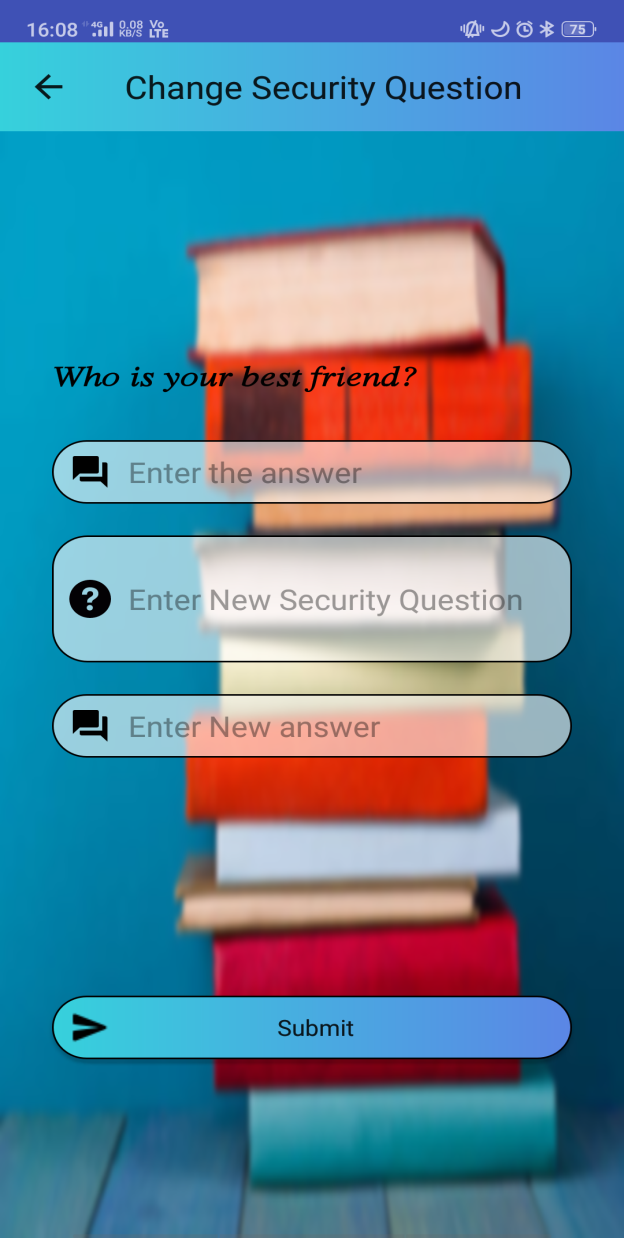 16:08 4G 0.08 KB/S Vo LTE 75
Change Security Question
Who is your best friend?
Enter the answer
Enter New Security Question
Enter New answer
Submit